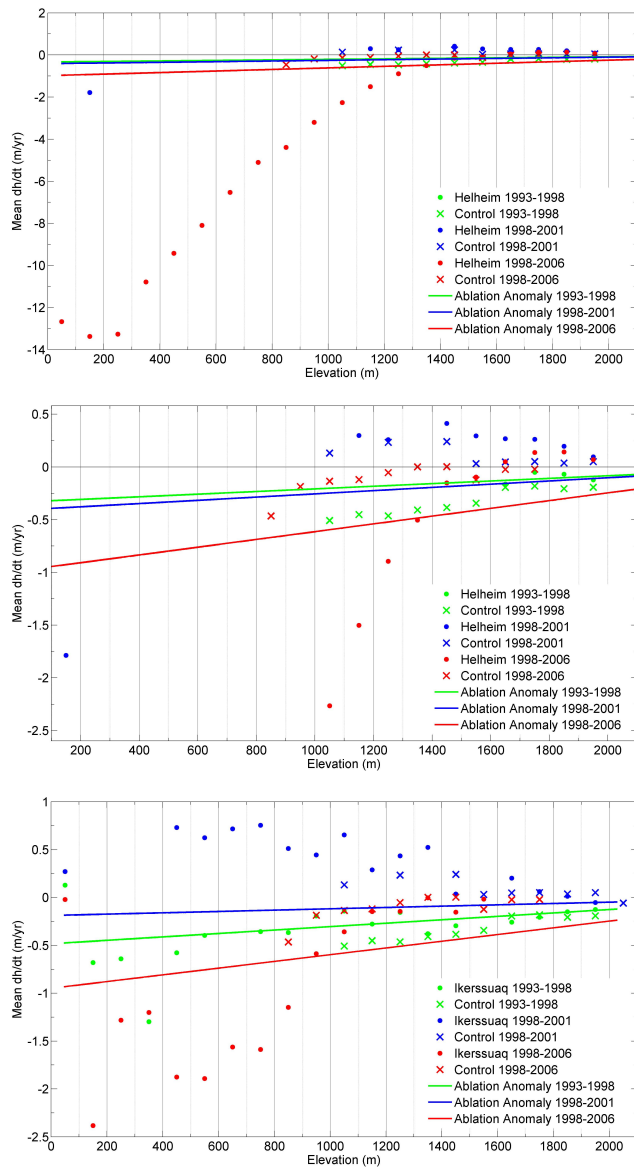 2
0
-2
-4
-6
-8
-10
-12
-14
Mean dh/dt (m/yr)
Helheim 1993-1998
Control 1993-1998
Helheim 1998-2001
Control 1998-2001
Helheim 1998-2006
Control 1998-2006
Ablation Anomaly 1993-1998
Ablation Anomaly 1998-2001
Ablation Anomaly 1998-2006
0 200 400 600 800 1000 1200 1400 1600 1800 2000
Elevation (m)
0.5
0
-0.5
-1
-1.5
-2
-2.5
Mean dh/dt (m/yr)
Helheim 1993-1998
Control 1993-1998
Helheim 1998-2001
Control 1998-2001
Helheim 1998-2006
Control 1998-2006
Ablation Anomaly 1993-1998
Ablation Anomaly 1998-2001
Ablation Anomaly 1998-2006
200 400 600 800 1000 1200 1400 1600 1800 2000
Elevation (m)
1
0.5
0
-0.5
-1
-1.5
-2
-2.5
Mean dh/dt (m/yr)
Ikerssuaq 1993-1998
Control 1993-1998
Ikerssuaq 1998-2001
Control 1998-2001
Ikerssuaq 1998-2006
Control 1998-2006
Ablation Anomaly 1993-1998
Ablation Anomaly 1998-2001
Ablation Anomaly 1998-2006
0 200 400 600 800 1000 1200 1400 1600 1800 2000
Elevation (m)